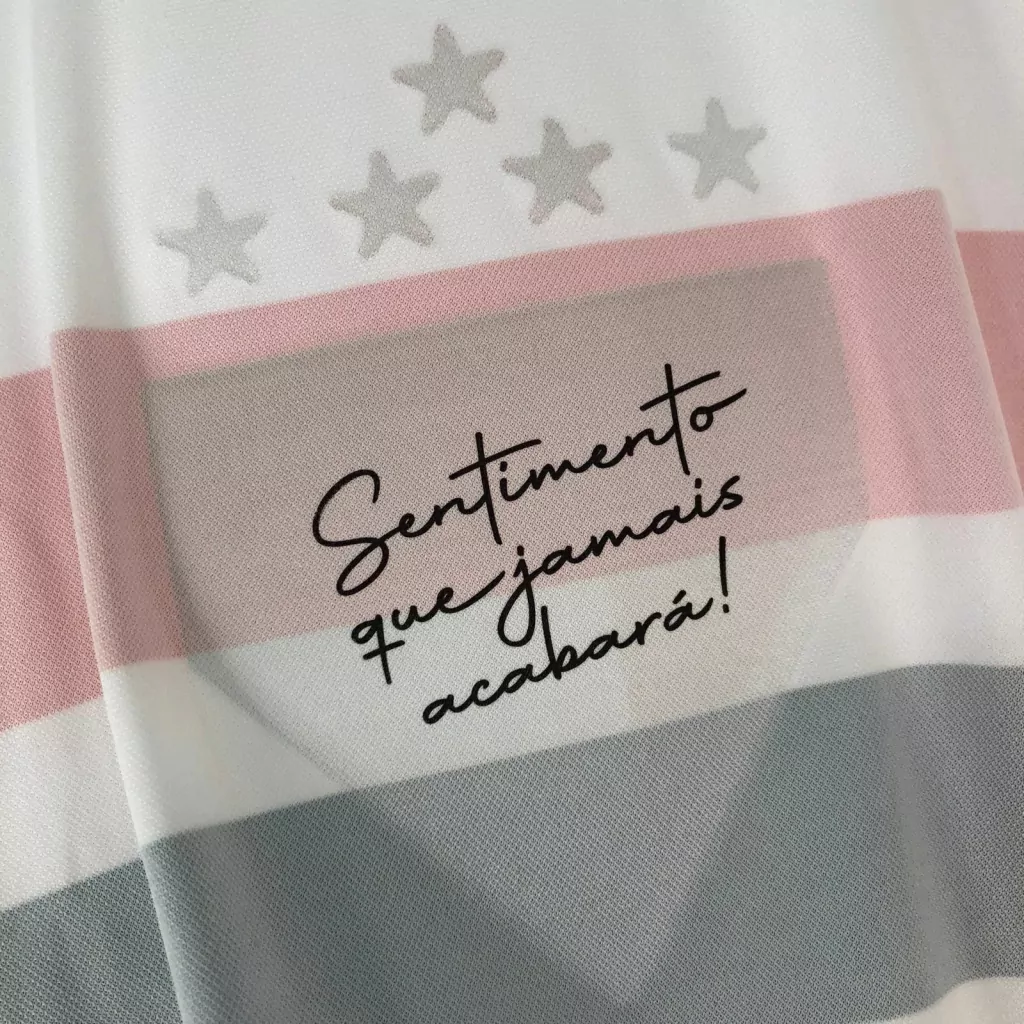 Sentimento
que jamais
acabará!